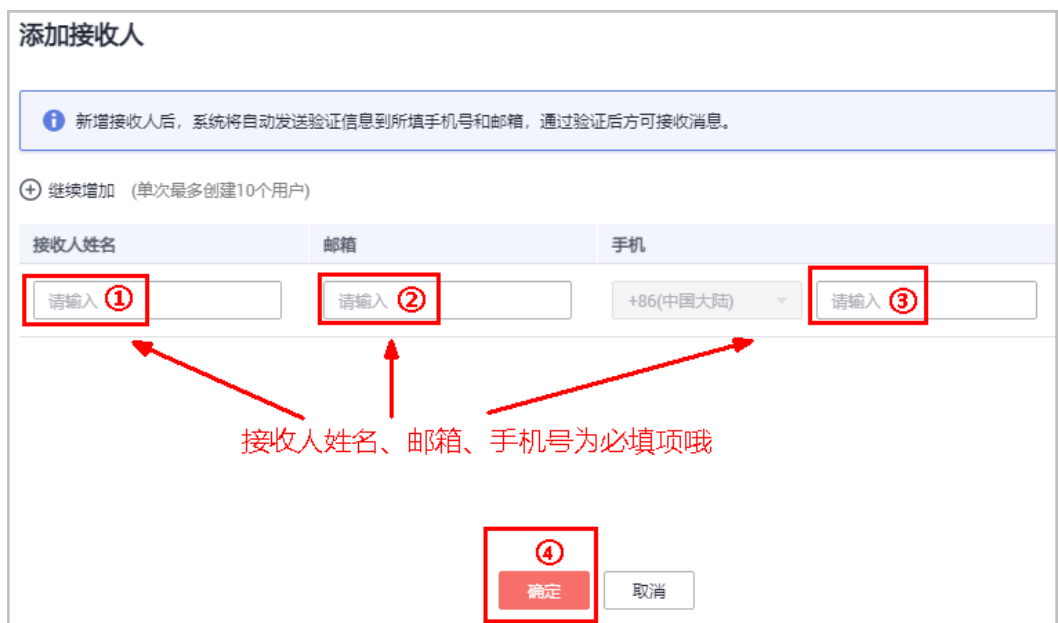 添加接收人
新增接收人后，系统将自动发送验证信息到所填手机号和邮箱，通过验证后方可接收消息。
继续增加 (单次最多创建10个用户)
接收人姓名 邮箱 手机
请输入 ① 请输入 ② +86(中国大陆) 请输入 ③
接收人姓名、邮箱、手机号为必填项哦
④
确定 取消